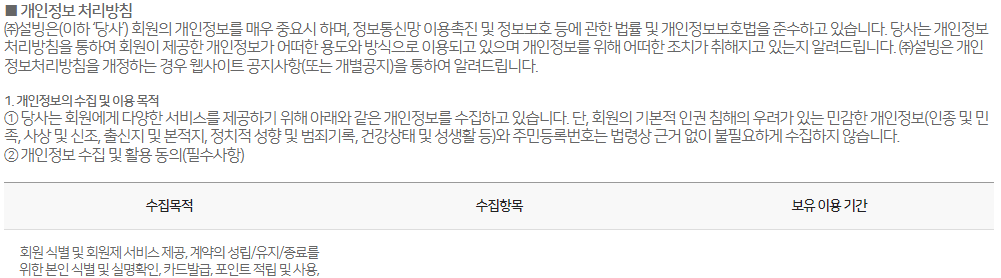 ■ 개인정보 처리방침
㈜설빙은(이하 ‘당사’) 회원의 개인정보를 매우 중요시 하며, 정보통신망 이용촉진 및 정보보호 등에 관한 법률 및 개인정보보호법을 준수하고 있습니다. 당사는 개인정보
처리방침을 통하여 회원이 제공한 개인정보가 어떠한 용도와 방식으로 이용되고 있으며 개인정보를 위해 어떠한 조치가 취해지고 있는지 알려드립니다. ㈜설빙은 개인
정보처리방침을 개정하는 경우 웹사이트 공지사항(또는 개별공지)을 통하여 알려드립니다.
1. 개인정보의 수집 및 이용 목적
① 당사는 회원에게 다양한 서비스를 제공하기 위해 아래와 같은 개인정보를 수집하고 있습니다. 단, 회원의 기본적 인권 침해의 우려가 있는 민감한 개인정보(인종 및 민
족, 사상 및 신조, 출신지 및 본적지, 정치적 성향 및 범죄기록, 건강상태 및 성생활 등)와 주민등록번호는 법령상 근거 없이 불필요하게 수집하지 않습니다.
② 개인정보 수집 및 활용 동의(필수사항)
수집목적 수집항목 보유 이용 기간
회원 식별 및 회원제 서비스 제공, 계약의 성립/유지/종료를
위한 본인 식별 및 실명확인, 카드발급, 포인트 적립 및 사용,